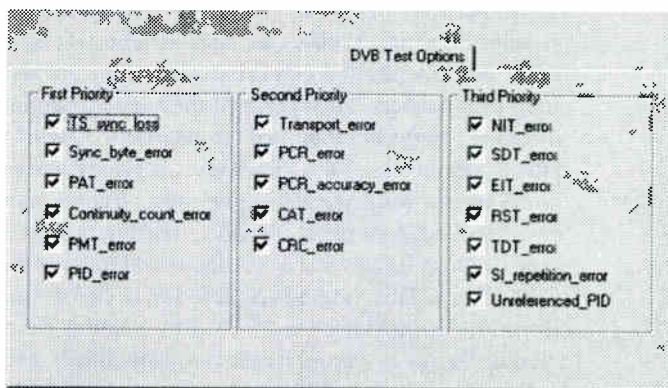 DVB Test Options
First Priority
TS_sync_loss
Sync_byte_error
PAT_error
Continuity_count_error
PMT_error
PID_error
Second Priority
Transport_error
PCR_error
PCR_accuracy_error
CAT_error
CRC_error
Third Priority
NIT_error
SDT_error
EIT_error
RST_error
TDT_error
SI_repetition_error
Unreferenced_PID